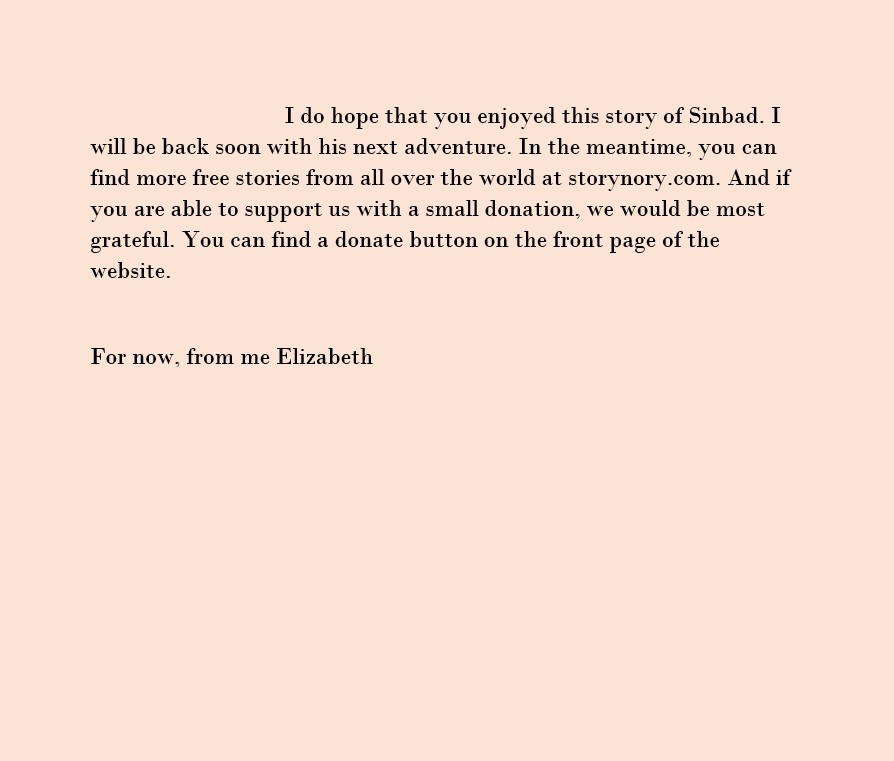 I do hope that you enjoyed this story of Sinbad. I
will be back soon with his next adventure. In the meantime, you can
find more free stories from all over the world at storynory.com. And if
you are able to support us with a small donation, we would be most
grateful. You can find a donate button on the front page of the
website.
For now, from me Elizabeth